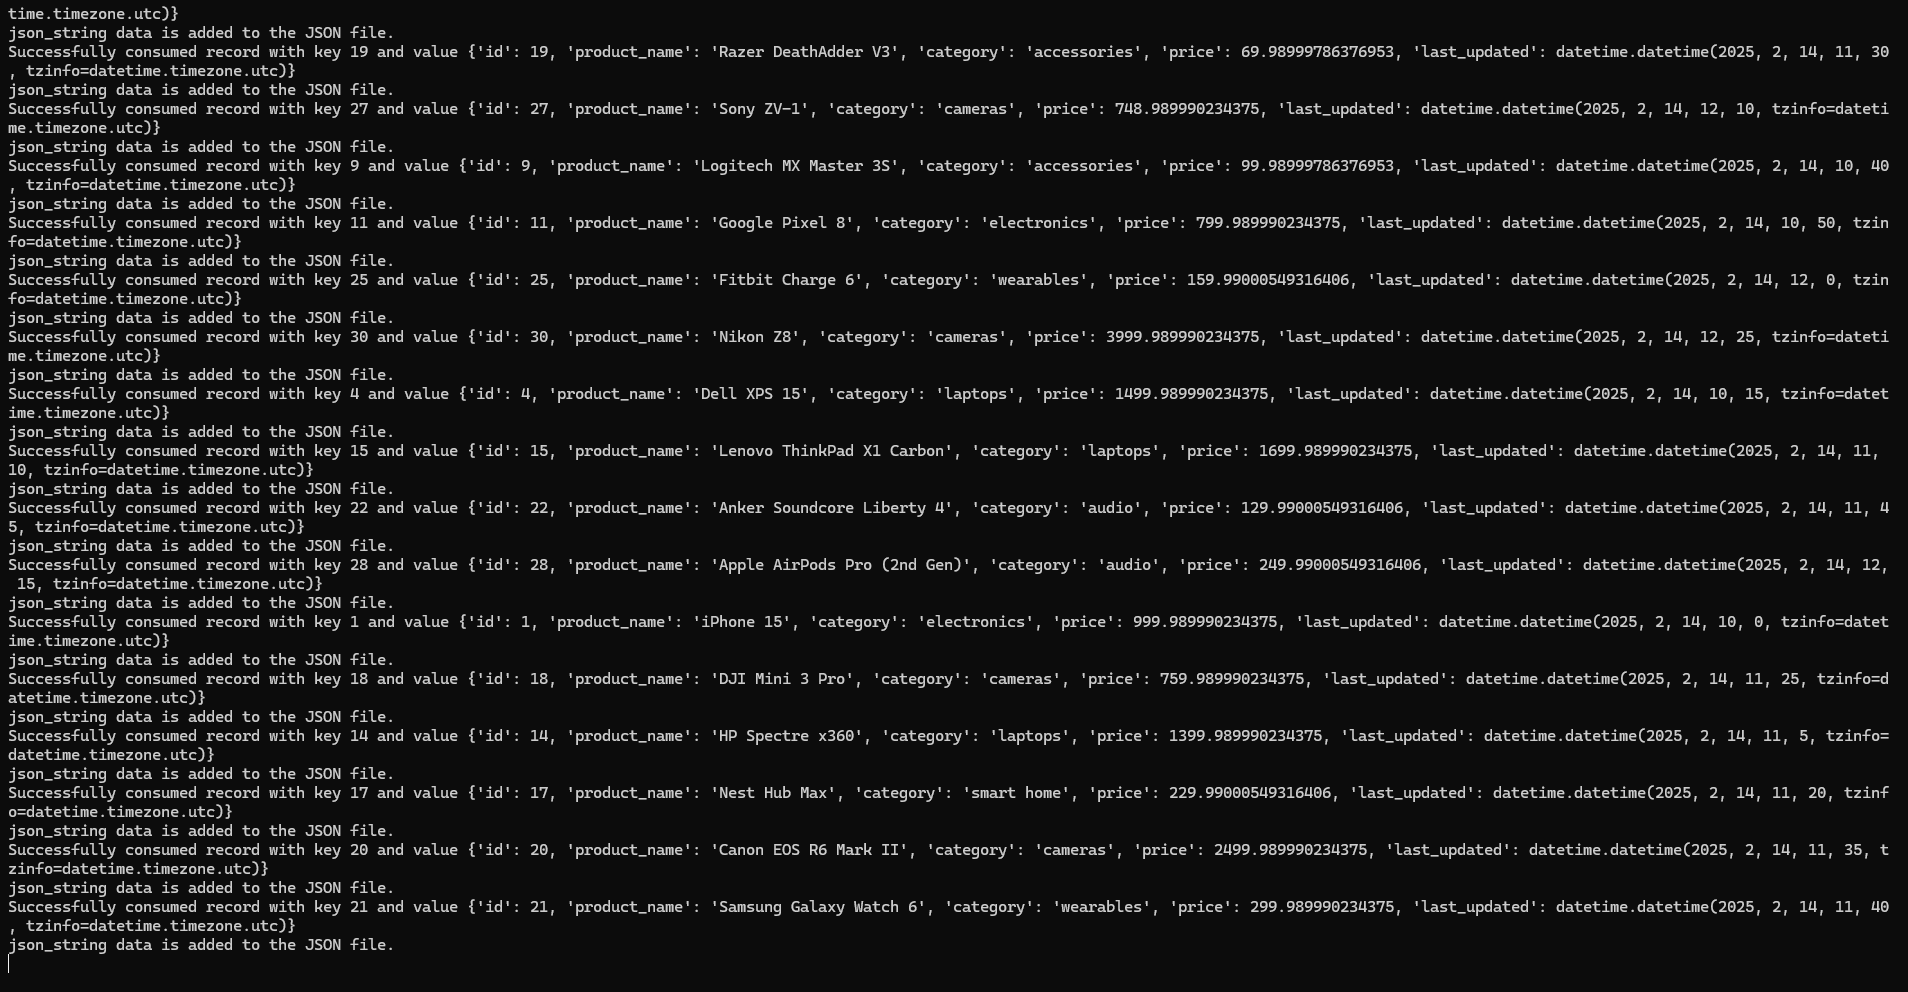 time.timezone.utc)}
json_string data is added to the JSON file.
Successfully consumed record with key 19 and value {'id': 19, 'product_name': 'Razer DeathAdder V3', 'category': 'accessories', 'price': 69.98999786376953, 'last_updated': datetime.datetime(2025, 2, 14, 11, 30
, tzinfo=datetime.timezone.utc)}
json_string data is added to the JSON file.
Successfully consumed record with key 27 and value {'id': 27, 'product_name': 'Sony ZV-1', 'category': 'cameras', 'price': 748.989990234375, 'last_updated': datetime.datetime(2025, 2, 14, 12, 10, tzinfo=dateti
me.timezone.utc)}
json_string data is added to the JSON file.
Successfully consumed record with key 9 and value {'id': 9, 'product_name': 'Logitech MX Master 3S', 'category': 'accessories', 'price': 99.98999786376953, 'last_updated': datetime.datetime(2025, 2, 14, 10, 40
, tzinfo=datetime.timezone.utc)}
json_string data is added to the JSON file.
Successfully consumed record with key 11 and value {'id': 11, 'product_name': 'Google Pixel 8', 'category': 'electronics', 'price': 799.989990234375, 'last_updated': datetime.datetime(2025, 2, 14, 10, 50, tzin
fo=datetime.timezone.utc)}
json_string data is added to the JSON file.
Successfully consumed record with key 25 and value {'id': 25, 'product_name': 'Fitbit Charge 6', 'category': 'wearables', 'price': 159.99000549316406, 'last_updated': datetime.datetime(2025, 2, 14, 12, 0, tzin
fo=datetime.timezone.utc)}
json_string data is added to the JSON file.
Successfully consumed record with key 30 and value {'id': 30, 'product_name': 'Nikon Z8', 'category': 'cameras', 'price': 3999.989990234375, 'last_updated': datetime.datetime(2025, 2, 14, 12, 25, tzinfo=dateti
me.timezone.utc)}
json_string data is added to the JSON file.
Successfully consumed record with key 4 and value {'id': 4, 'product_name': 'Dell XPS 15', 'category': 'laptops', 'price': 1499.989990234375, 'last_updated': datetime.datetime(2025, 2, 14, 10, 15, tzinfo=datet
ime.timezone.utc)}
json_string data is added to the JSON file.
Successfully consumed record with key 15 and value {'id': 15, 'product_name': 'Lenovo ThinkPad X1 Carbon', 'category': 'laptops', 'price': 1699.989990234375, 'last_updated': datetime.datetime(2025, 2, 14, 11,
10, tzinfo=datetime.timezone.utc)}
json_string data is added to the JSON file.
Successfully consumed record with key 22 and value {'id': 22, 'product_name': 'Anker Soundcore Liberty 4', 'category': 'audio', 'price': 129.99000549316406, 'last_updated': datetime.datetime(2025, 2, 14, 11, 4
5, tzinfo=datetime.timezone.utc)}
json_string data is added to the JSON file.
Successfully consumed record with key 28 and value {'id': 28, 'product_name': 'Apple AirPods Pro (2nd Gen)', 'category': 'audio', 'price': 249.99000549316406, 'last_updated': datetime.datetime(2025, 2, 14, 12,
 15, tzinfo=datetime.timezone.utc)}
json_string data is added to the JSON file.
Successfully consumed record with key 1 and value {'id': 1, 'product_name': 'iPhone 15', 'category': 'electronics', 'price': 999.989990234375, 'last_updated': datetime.datetime(2025, 2, 14, 10, 0, tzinfo=datet
ime.timezone.utc)}
json_string data is added to the JSON file.
Successfully consumed record with key 18 and value {'id': 18, 'product_name': 'DJI Mini 3 Pro', 'category': 'cameras', 'price': 759.989990234375, 'last_updated': datetime.datetime(2025, 2, 14, 11, 25, tzinfo=d
atetime.timezone.utc)}
json_string data is added to the JSON file.
Successfully consumed record with key 14 and value {'id': 14, 'product_name': 'HP Spectre x360', 'category': 'laptops', 'price': 1399.989990234375, 'last_updated': datetime.datetime(2025, 2, 14, 11, 5, tzinfo=
datetime.timezone.utc)}
json_string data is added to the JSON file.
Successfully consumed record with key 17 and value {'id': 17, 'product_name': 'Nest Hub Max', 'category': 'smart home', 'price': 229.99000549316406, 'last_updated': datetime.datetime(2025, 2, 14, 11, 20, tzinf
o=datetime.timezone.utc)}
json_string data is added to the JSON file.
Successfully consumed record with key 20 and value {'id': 20, 'product_name': 'Canon EOS R6 Mark II', 'category': 'cameras', 'price': 2499.989990234375, 'last_updated': datetime.datetime(2025, 2, 14, 11, 35, t
zinfo=datetime.timezone.utc)}
json_string data is added to the JSON file.
Successfully consumed record with key 21 and value {'id': 21, 'product_name': 'Samsung Galaxy Watch 6', 'category': 'wearables', 'price': 299.989990234375, 'last_updated': datetime.datetime(2025, 2, 14, 11, 40
, tzinfo=datetime.timezone.utc)}
json_string data is added to the JSON file.